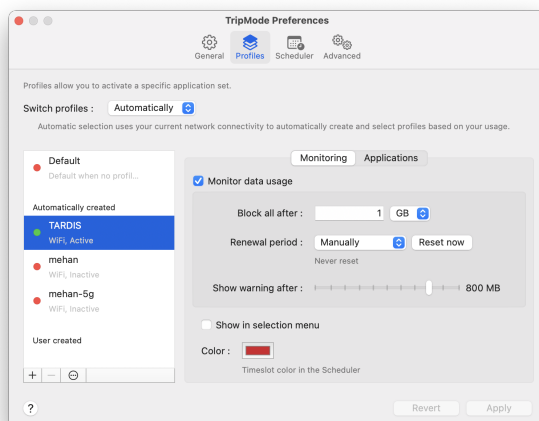 TripMode Preferences
General Profiles Scheduler Advanced
Profiles allow you to activate a specific application set.
Switch profiles : Automatically
Automatic selection uses your current network connectivity to automatically create and select profiles based on your usage.
Default
Default when no profil...
Automatically created
TARDIS
WiFi, Active
mehan
WiFi, Inactive
mehan-5g
WiFi, Inactive
User created
Monitoring Applications
Monitor data usage
Block all after : 1 GB
Renewal period : Manually Reset now
Never reset
Show warning after : 800 MB
Show in selection menu
Color :
Timeslot color in the Scheduler
+ −
?
Revert Apply